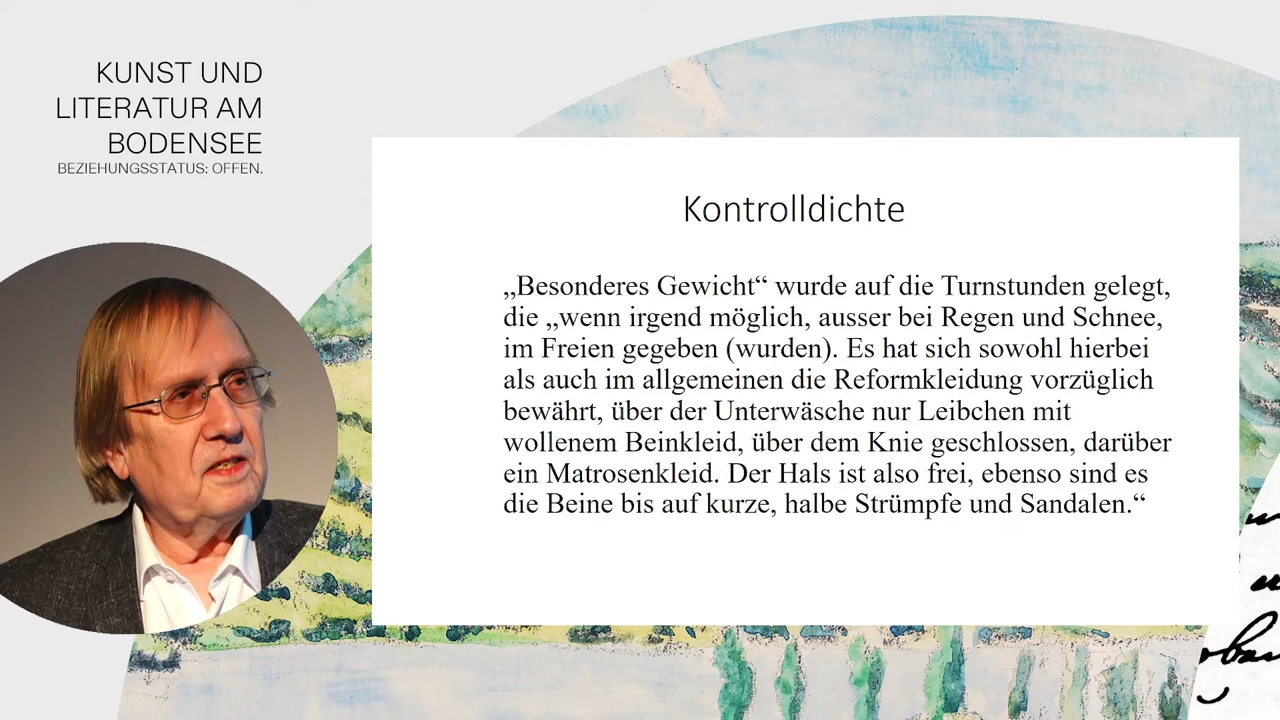 KUNST UND
LITERATUR AM
BODENSEE
BEZIEHUNGSSTATUS: OFFEN.
Kontrolldichte
„Besonderes Gewicht“ wurde auf die Turnstunden gelegt,
die „wenn irgend möglich, ausser bei Regen und Schnee,
im Freien gegeben (wurden). Es hat sich sowohl hierbei
als auch im allgemeinen die Reformkleidung vorzüglich
bewährt, über der Unterwäsche nur Leibchen mit
wollenem Beinkleid, über dem Knie geschlossen, darüber
ein Matrosenkleid. Der Hals ist also frei, ebenso sind es
die Beine bis auf kurze, halbe Strümpfe und Sandalen.“